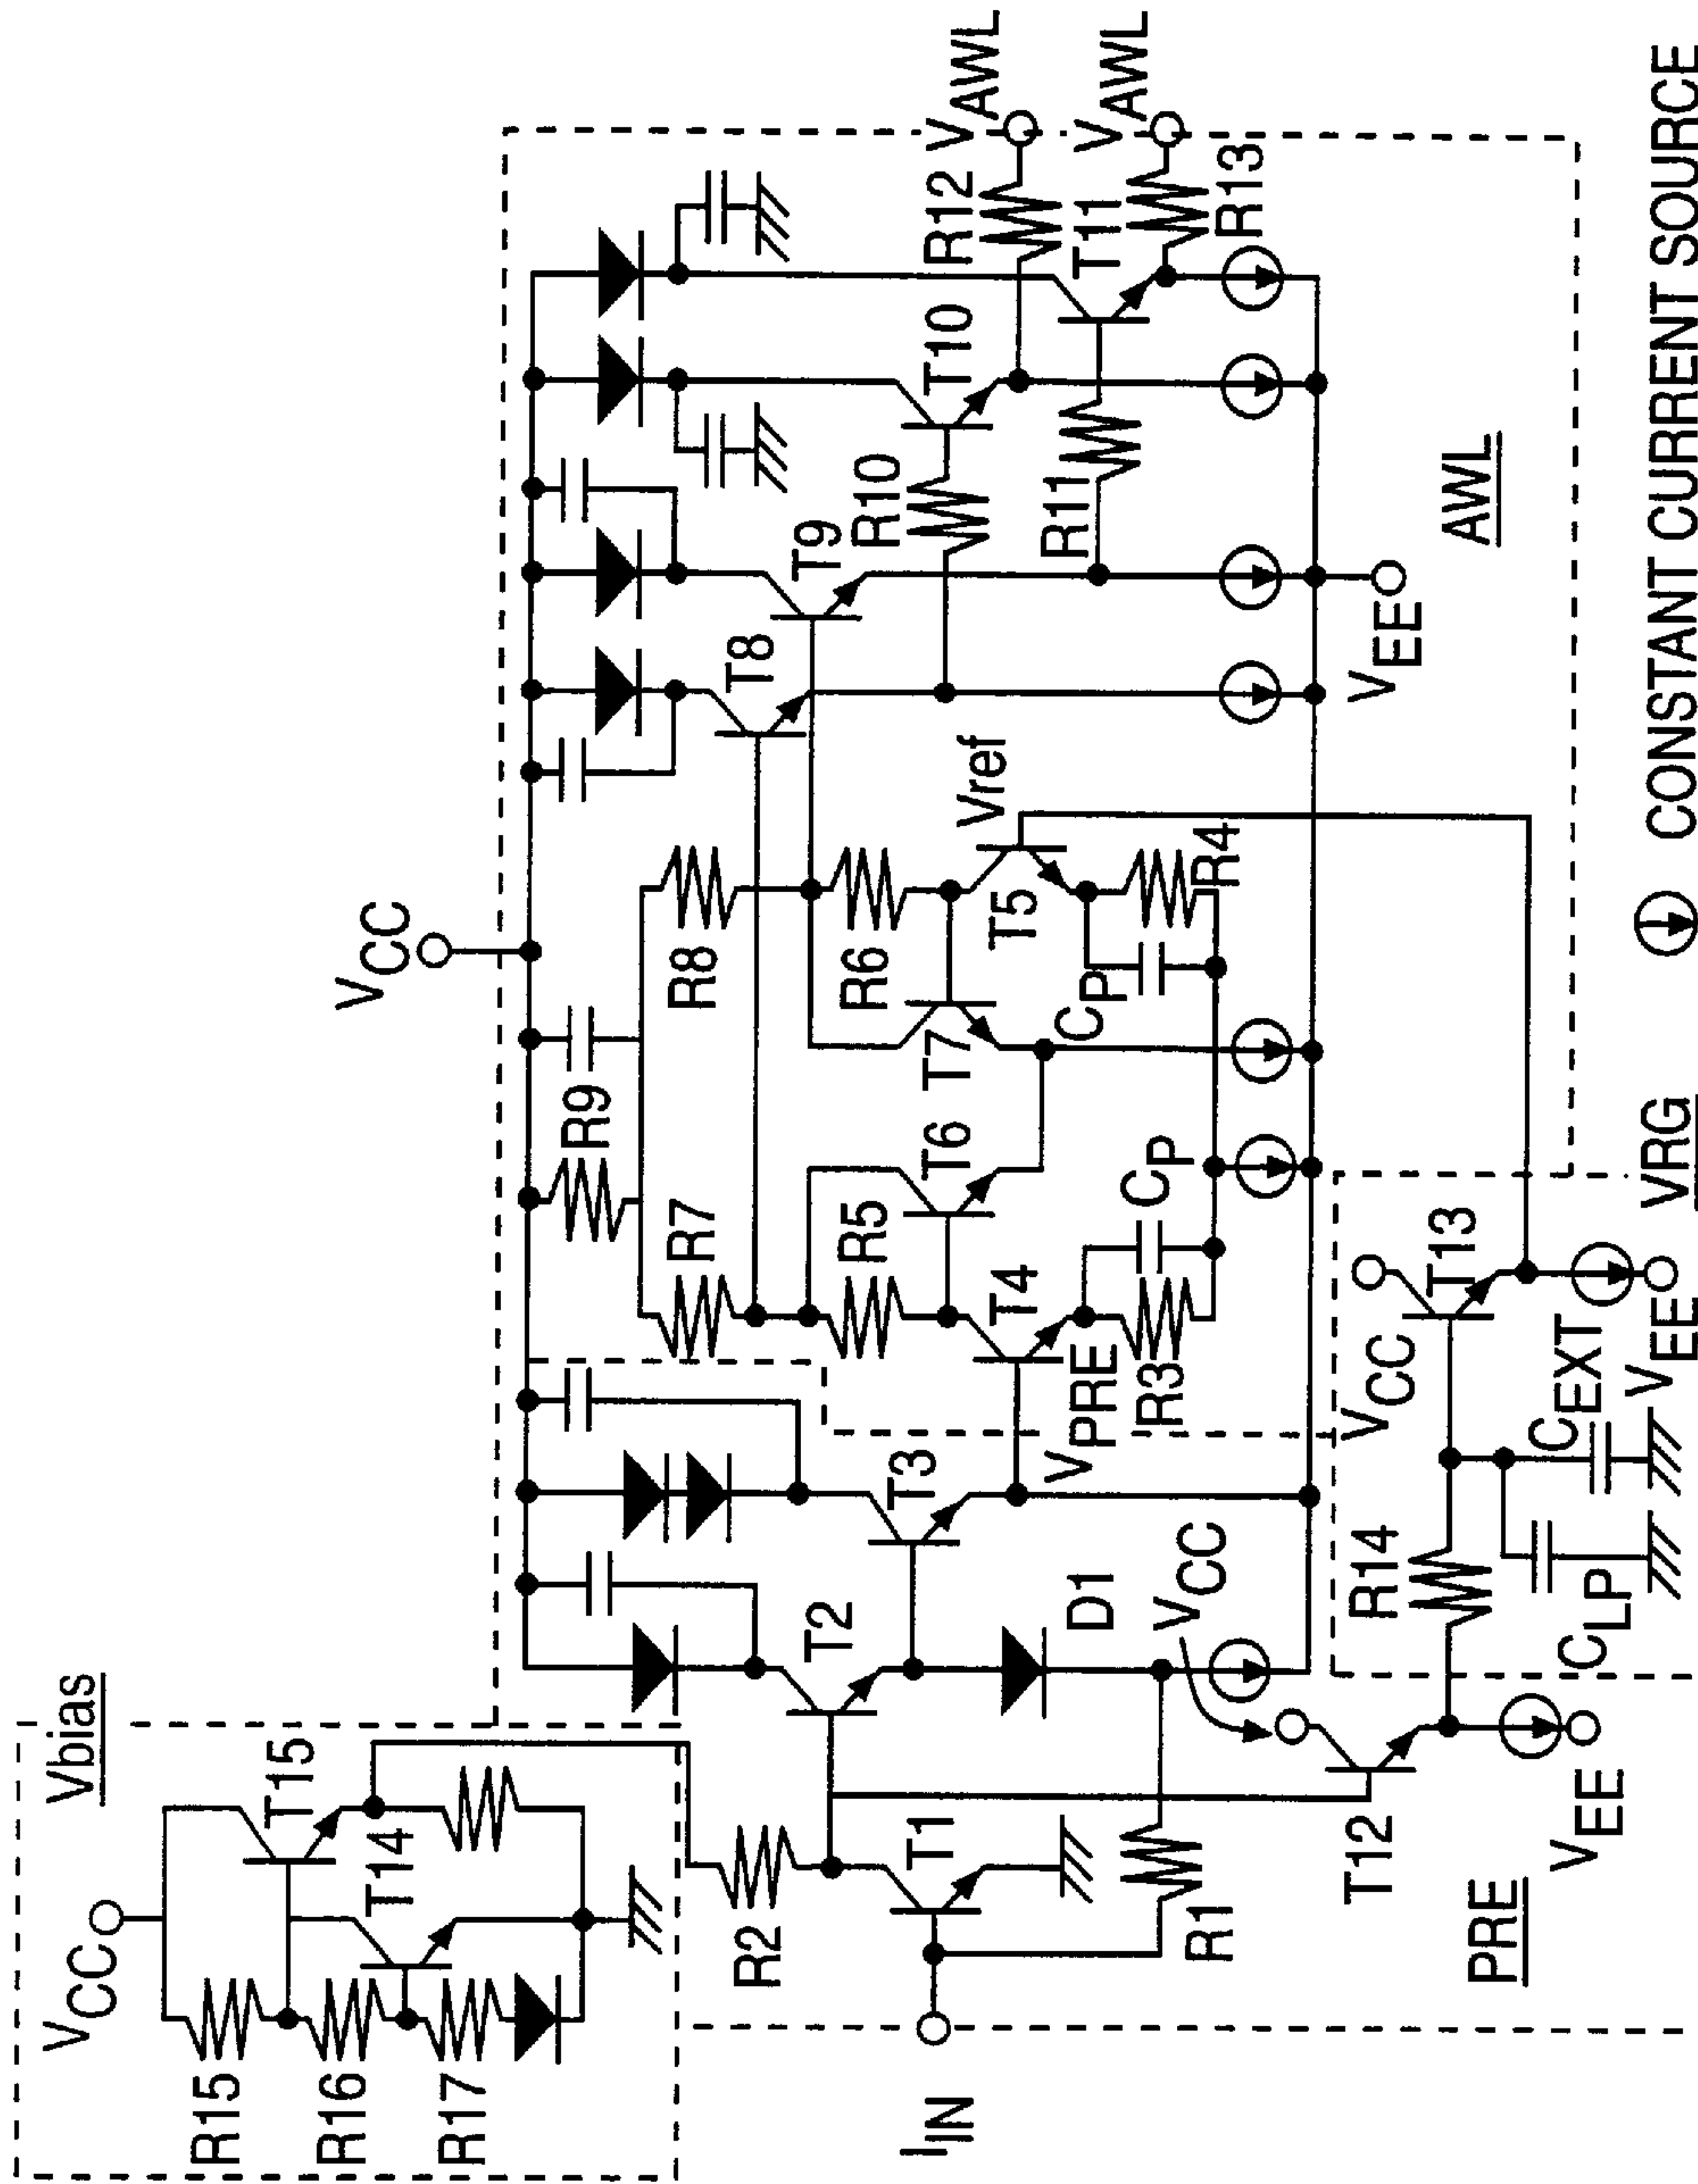 Vbias
VCC
R15
R16
R17
T15
T14
IIN
R2
T1
R1
PRE
T2
D1
VCC
T12
VEE
T3
VPRE
R14
CLP
CEXT
VCC
T13
VEE
VRG
VCC
R9
R7
R5
T4
R3
CP
T6
T7
R8
R6
T5
CP
R4
Vref
T8
T9
R10
T10
R11
T11
R12
R13
VAWL
VAWL
VEE
AWL
CONSTANT CURRENT SOURCE